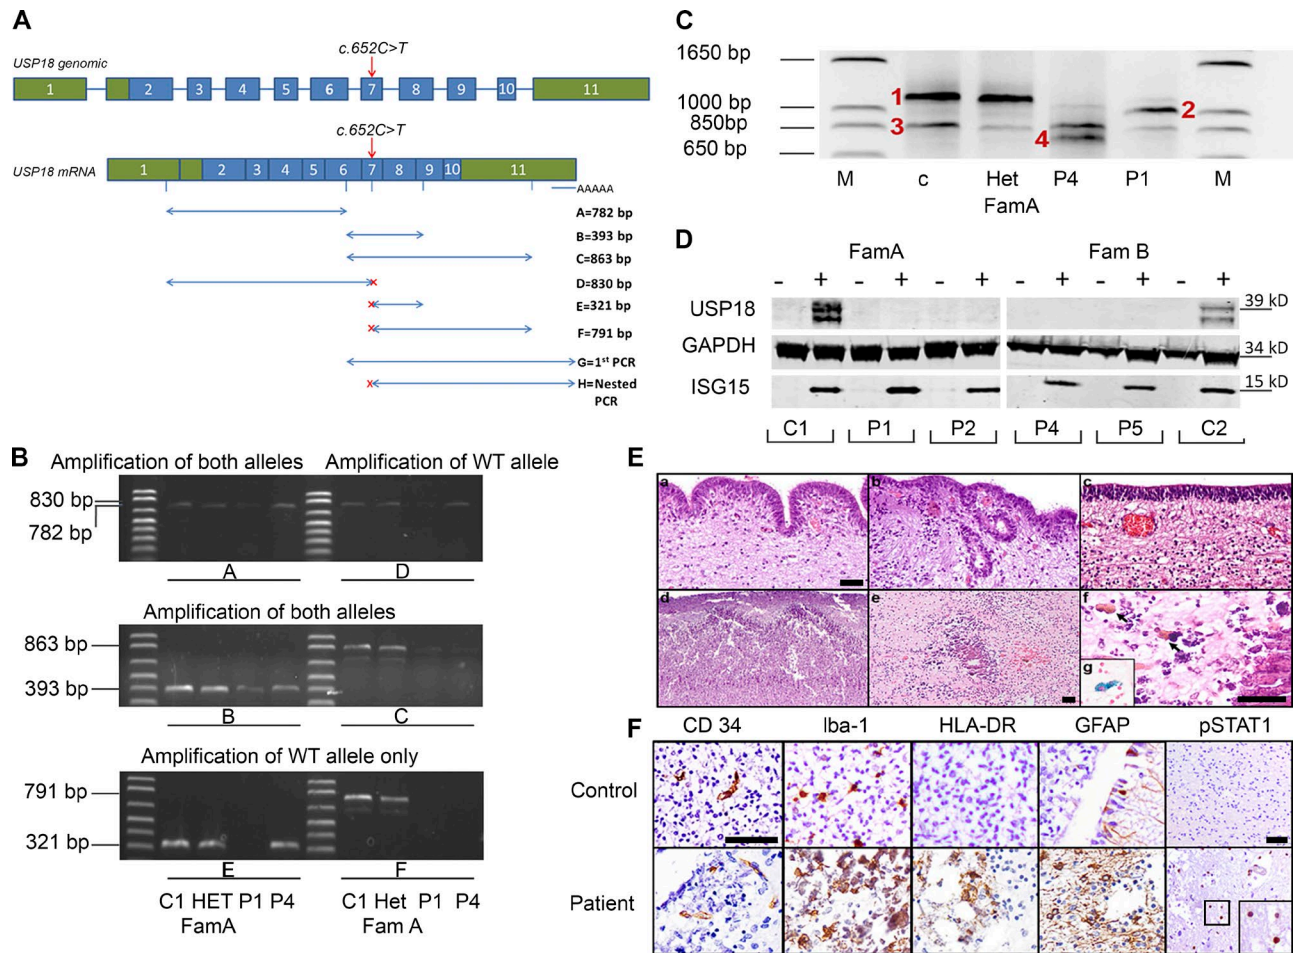 A
c.652C>T
USP18 genomic
1 2 3 4 5 6 7 8 9 10 11
c.652C>T
USP18 mRNA
1 2 3 4 5 6 7 8 9 10 11
AAAAA
A=782 bp
B=393 bp
C=863 bp
D=830 bp
E=321 bp
F=791 bp
G=1st PCR
H=Nested
PCR
B
Amplification of both alleles Amplification of WT allele
830 bp
782 bp
A D
Amplification of both alleles
863 bp
393 bp
B C
Amplification of WT allele only
791 bp
321 bp
E F
C1 HET P1 P4 C1 Het P1 P4
FamA Fam A
C
1650 bp
1000 bp
850bp
650 bp
1
2
3
4
M c Het P4 P1 M
FamA
D
FamA Fam B
- + - + - + - + - + - +
USP18 39 kD
GAPDH 34 kD
ISG15 15 kD
C1 P1 P2 P4 P5 C2
E
a b c
d e f
g
F
CD 34 Iba-1 HLA-DR GFAP pSTAT1
Control
Patient